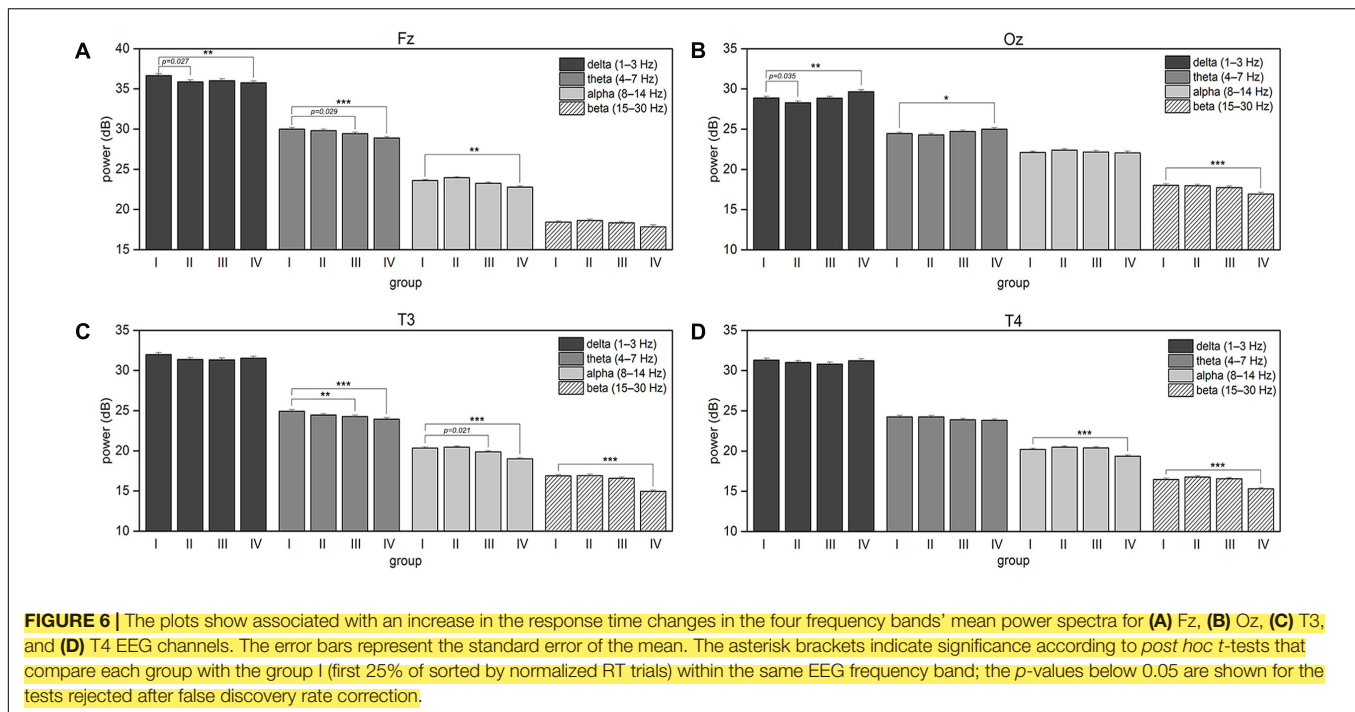 A
Fz
power (dB)
40
35
30
25
20
15
**
p=0.027
***
p=0.029
**
delta (1–3 Hz)
theta (4–7 Hz)
alpha (8–14 Hz)
beta (15-30 Hz)
I II III IV I II III IV I II III IV I II III IV
group
B
Oz
power (dB)
35
30
25
20
15
10
**
p=0.035
*
***
delta (1–3 Hz)
theta (4–7 Hz)
alpha (8–14 Hz)
beta (15–30 Hz)
I II III IV I II III IV I II III IV I II III IV
group
C
T3
power (dB)
35
30
25
20
15
10
***
**
***
p=0.021
***
delta (1–3 Hz)
theta (4–7 Hz)
alpha (8–14 Hz)
beta (15–30 Hz)
I II III IV I II III IV I II III IV I II III IV
group
D
T4
power (dB)
35
30
25
20
15
10
***
***
delta (1–3 Hz)
theta (4–7 Hz)
alpha (8–14 Hz)
beta (15–30 Hz)
I II III IV I II III IV I II III IV I II III IV
group
FIGURE 6 | The plots show associated with an increase in the response time changes in the four frequency bands' mean power spectra for (A) Fz, (B) Oz, (C) T3,
and (D) T4 EEG channels. The error bars represent the standard error of the mean. The asterisk brackets indicate significance according to post hoc t-tests that
compare each group with the group I (first 25% of sorted by normalized RT trials) within the same EEG frequency band; the p-values below 0.05 are shown for the
tests rejected after false discovery rate correction.